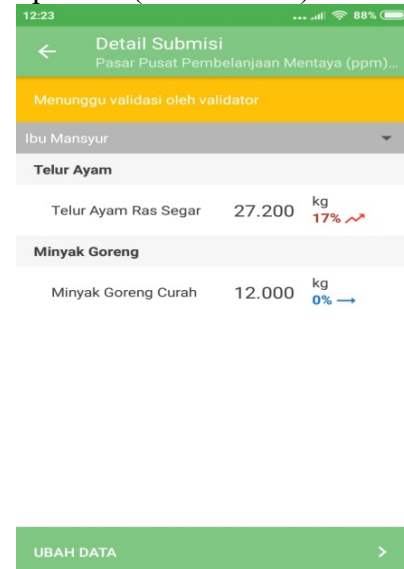 12:23
88%
Detail Submisi
Pasar Pusat Pembelanjaan Mentaya (ppm)...
Menunggu validasi oleh validator
Ibu Mansyur
Telur Ayam
Telur Ayam Ras Segar 27.200 kg
17%
Minyak Goreng
Minyak Goreng Curah 12.000 kg
0%
UBAH DATA